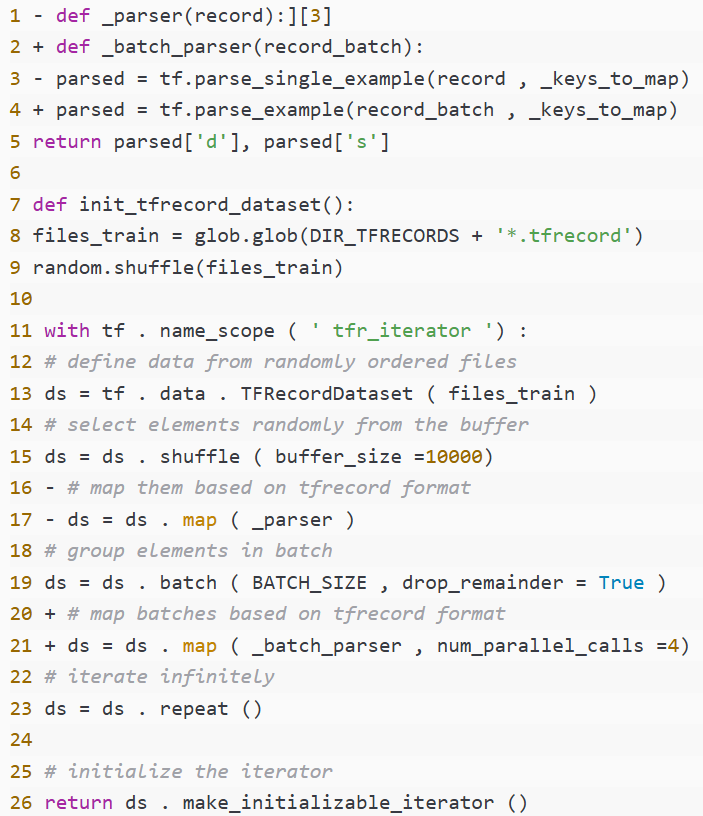 1 - def _parser(record):][3]
2 + def _batch_parser(record_batch):
3 - parsed = tf.parse_single_example(record , _keys_to_map)
4 + parsed = tf.parse_example(record_batch , _keys_to_map)
5 return parsed['d'], parsed['s']
6
7 def init_tfrecord_dataset():
8 files_train = glob.glob(DIR_TFRECORDS + '*.tfrecord')
9 random.shuffle(files_train)
10
11 with tf . name_scope ( ' tfr_iterator ') :
12 # define data from randomly ordered files
13 ds = tf . data . TFRecordDataset ( files_train )
14 # select elements randomly from the buffer
15 ds = ds . shuffle ( buffer_size =10000)
16 - # map them based on tfrecord format
17 - ds = ds . map ( _parser )
18 # group elements in batch
19 ds = ds . batch ( BATCH_SIZE , drop_remainder = True )
20 + # map batches based on tfrecord format
21 + ds = ds . map ( _batch_parser , num_parallel_calls =4)
22 # iterate infinitely
23 ds = ds . repeat ()
24
25 # initialize the iterator
26 return ds . make_initializable_iterator ()